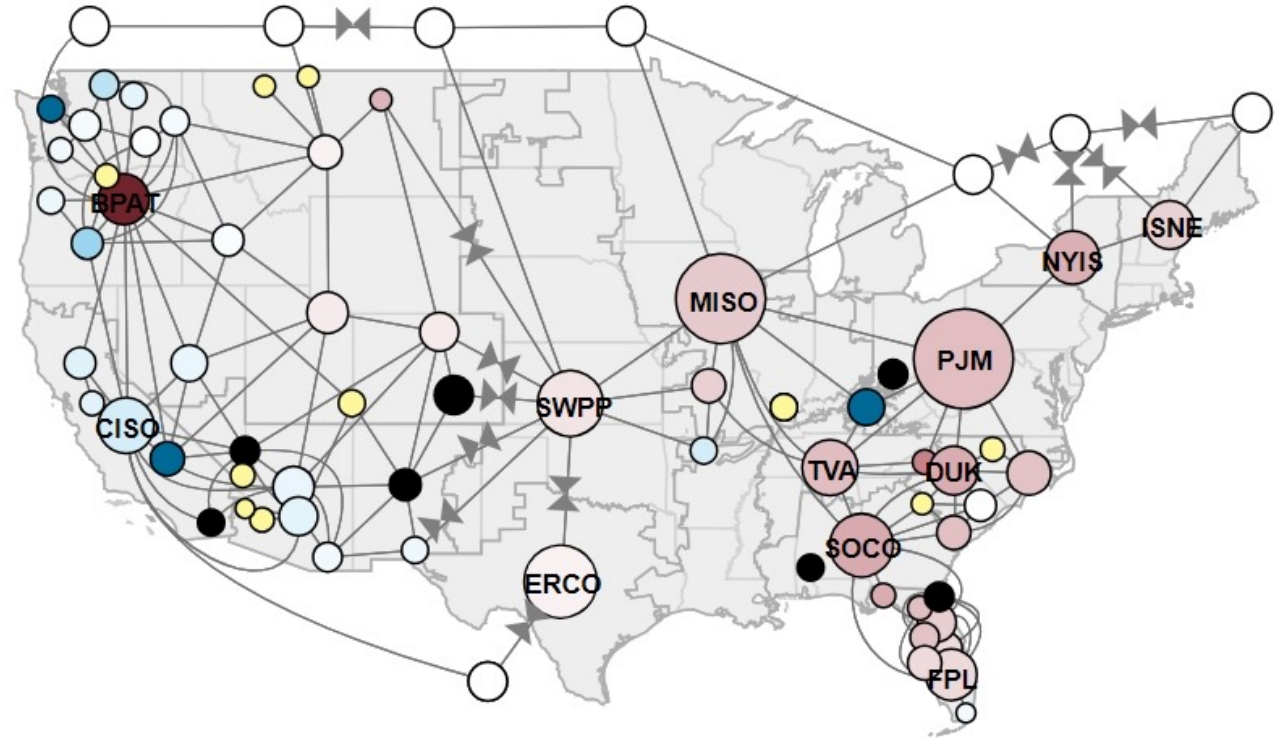 BPAT
ISNE
NYIS
MISO
PJM
SWPP
CISO
TVA
DUK
SOCO
ERCO
FPL